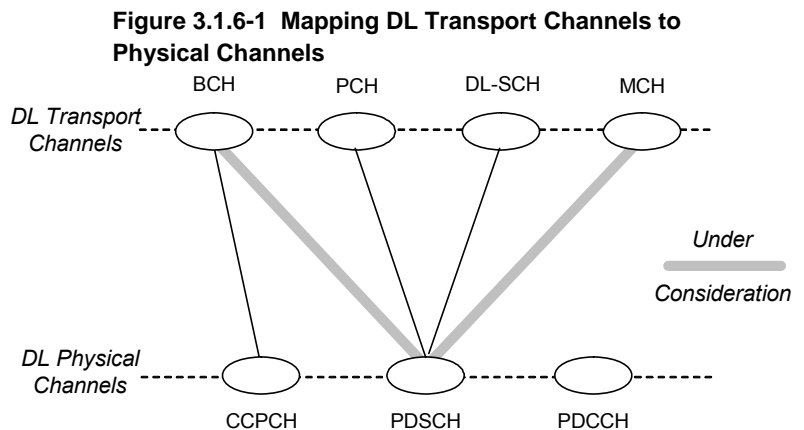 Figure 3.1.6-1 Mapping DL Transport Channels to
Physical Channels
BCH PCH DL-SCH MCH
DL Transport
Channels
Under
Consideration
DL Physical
Channels
CCPCH PDSCH PDCCH